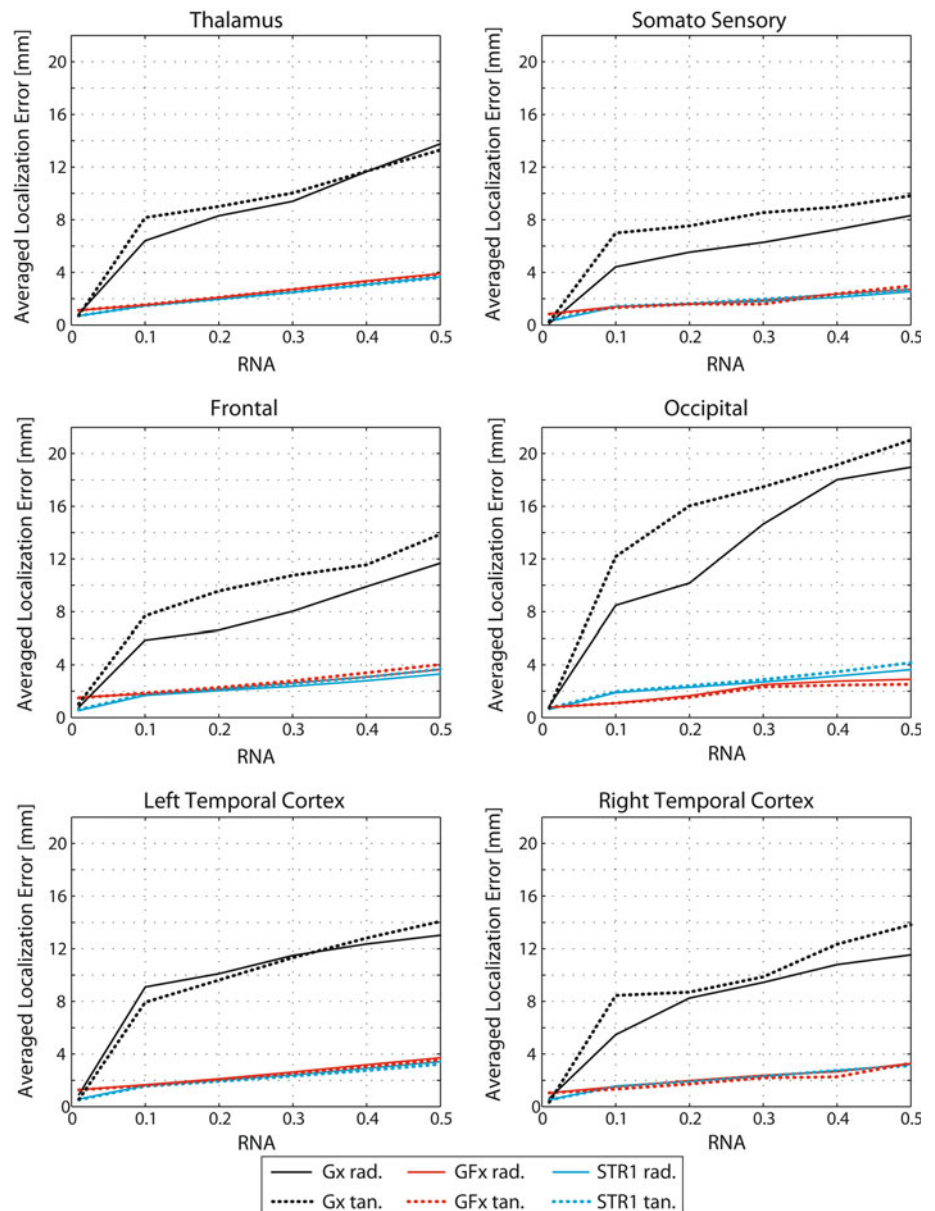 Thalamus
Averaged Localization Error [mm]
20
16
12
8
4
0
0 0.1 0.2 0.3 0.4 0.5
RNA
Somato Sensory
Averaged Localization Error [mm]
20
16
12
8
4
0
0 0.1 0.2 0.3 0.4 0.5
RNA
Frontal
Averaged Localization Error [mm]
20
16
12
8
4
0
0 0.1 0.2 0.3 0.4 0.5
RNA
Occipital
Averaged Localization Error [mm]
20
16
12
8
4
0
0 0.1 0.2 0.3 0.4 0.5
RNA
Left Temporal Cortex
Averaged Localization Error [mm]
20
16
12
8
4
0
0 0.1 0.2 0.3 0.4 0.5
RNA
Right Temporal Cortex
Averaged Localization Error [mm]
20
16
12
8
4
0
0 0.1 0.2 0.3 0.4 0.5
RNA
Gx rad. GFx rad. STR1 rad.
Gx tan. GFx tan. STR1 tan.